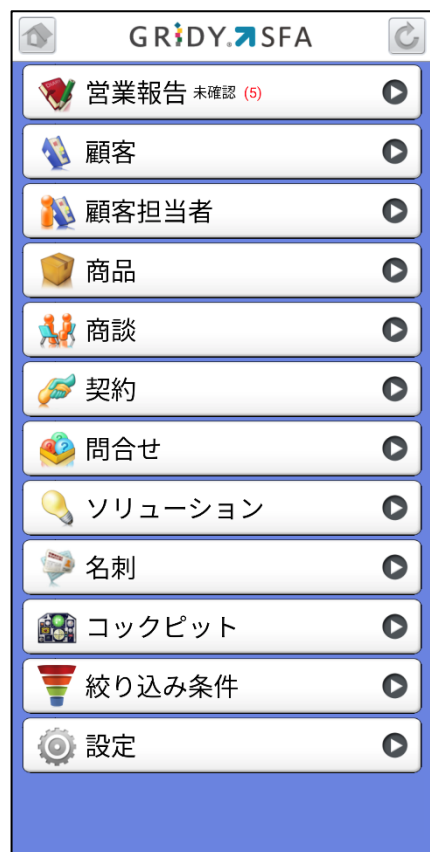 GRIDY.SFA
営業報告 未確認 (5)
顧客
顧客担当者
商品
商談
契約
問合せ
ソリューション
名刺
コックピット
絞り込み条件
設定